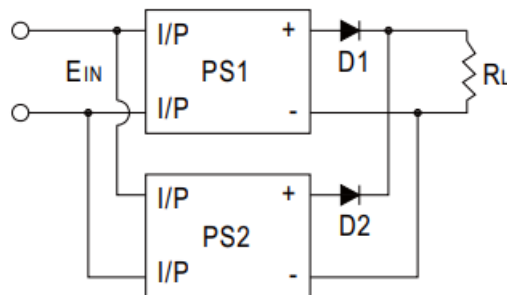 I/P + D1
EIN PS1 RL
I/P -
I/P +
PS2 D2
I/P -